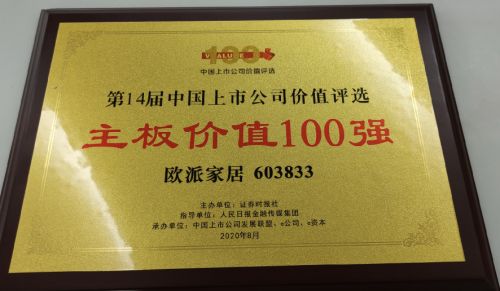 100
VALUE
中国上市公司价值评选
第14届中国上市公司价值评选
主板价值100强
欧派家居 603833
主办单位：证券时报社
指导单位：人民日报金融传媒集团
承办单位：中国上市公司发展联盟、e公司、e资本
2020年8月